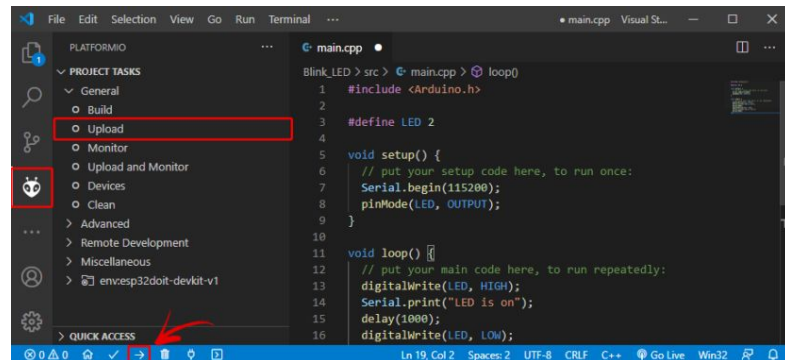 File Edit Selection View Go Run Terminal ··· ● main.cpp Visual St...
PLATFORMIO ···
PROJECT TASKS
General
Build
Upload
Monitor
Upload and Monitor
Devices
Clean
Advanced
Remote Development
Miscellaneous
env:esp32doit-devkit-v1
QUICK ACCESS
main.cpp ●
Blink_LED > src > main.cpp > loop()
1 #include <Arduino.h>
2
3 #define LED 2
4
5 void setup() {
6 // put your setup code here, to run once:
7 Serial.begin(115200);
8 pinMode(LED, OUTPUT);
9 }
10
11 void loop() {
12 // put your main code here, to run repeatedly:
13 digitalWrite(LED, HIGH);
14 Serial.print("LED is on");
15 delay(1000);
16 digitalWrite(LED, LOW);
0 0 Ln 19, Col 2 Spaces: 2 UTF-8 CRLF C++ Go Live Win32